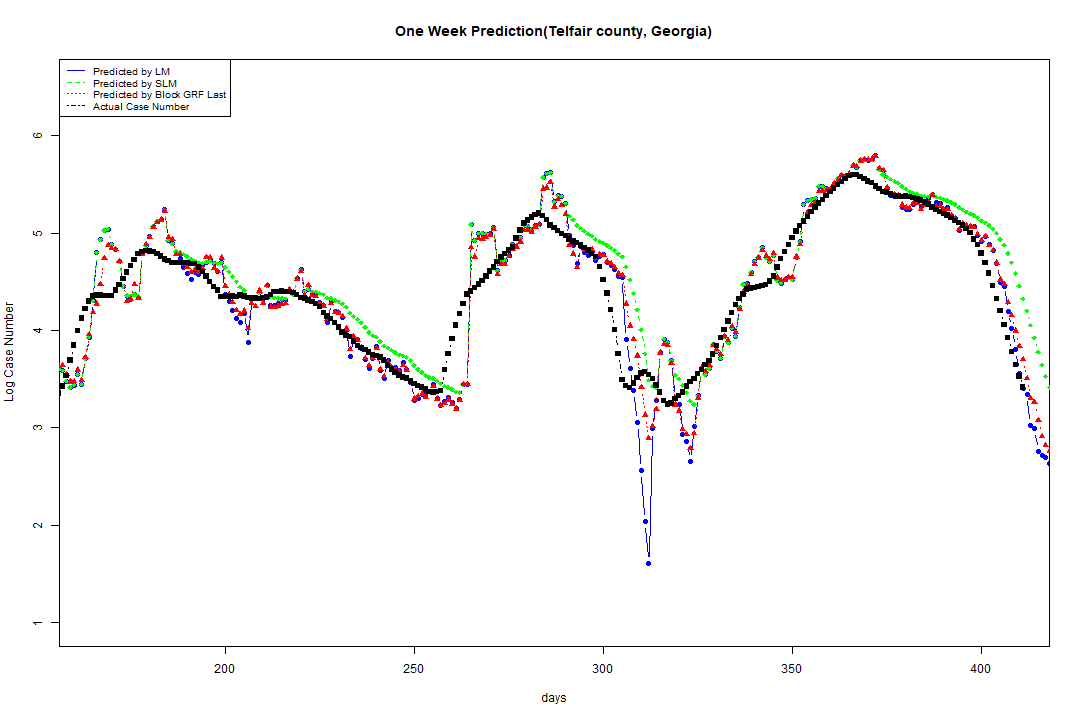 One Week Prediction(Telfair county, Georgia)
Predicted by LM
Predicted by SLM
Predicted by Block GRF Last
Actual Case Number
6
5
4
3
2
1
Log Case Number
200 250 300 350 400
days